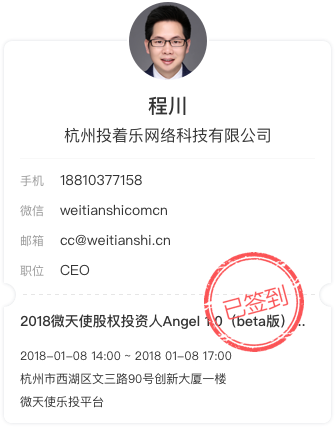 程川
杭州投着乐网络科技有限公司
手机 18810377158
微信 weitianshicomcn
邮箱 cc@weitianshi.cn
职位 CEO
已签到
2018微天使股权投资人Angel 1.0（beta版）...
2018-01-08 14:00 ~ 2018 01-08 17:00
杭州市西湖区文三路90号创新大厦一楼
微天使乐投平台